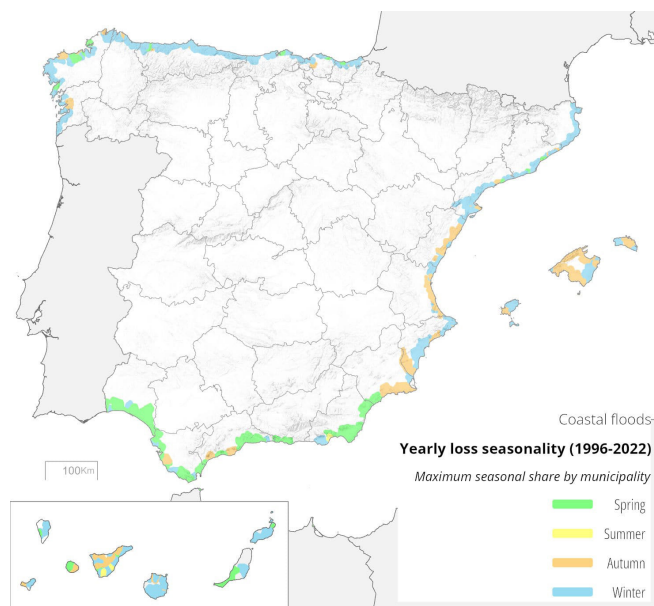 Coastal floods
Yearly loss seasonality (1996-2022)
Maximum seasonal share by municipality
100Km
Spring
Summer
Autumn
Winter